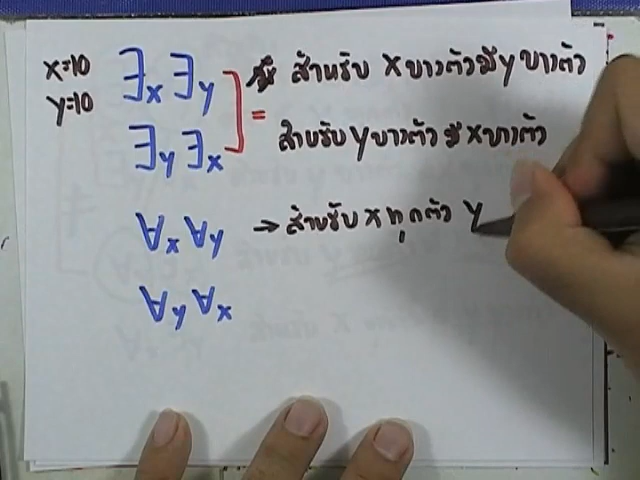 x=10 ∃x ∃y สำหรับ x บางตัวมี y บางตัว
y=10
∃y ∃x = สำหรับ y บางตัว มี x บางตัว
∀x ∀y → สำหรับ x ทุกตัว y
∀y ∀x